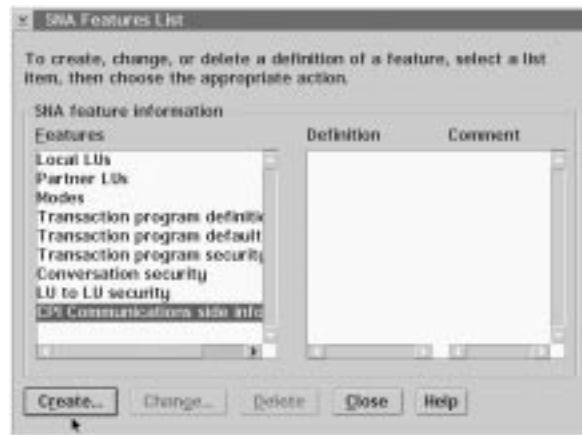 SNA Features List
To create, change, or delete a definition of a feature, select a list
item, then choose the appropriate action.
SNA feature information
Features
Definition
Comment
Local LUs
Partner LUs
Modes
Transaction program definitio
Transaction program default
Transaction program security
Conversation security
LU to LU security
CPI Communications side info
Create...
Change...
Delete
Close
Help